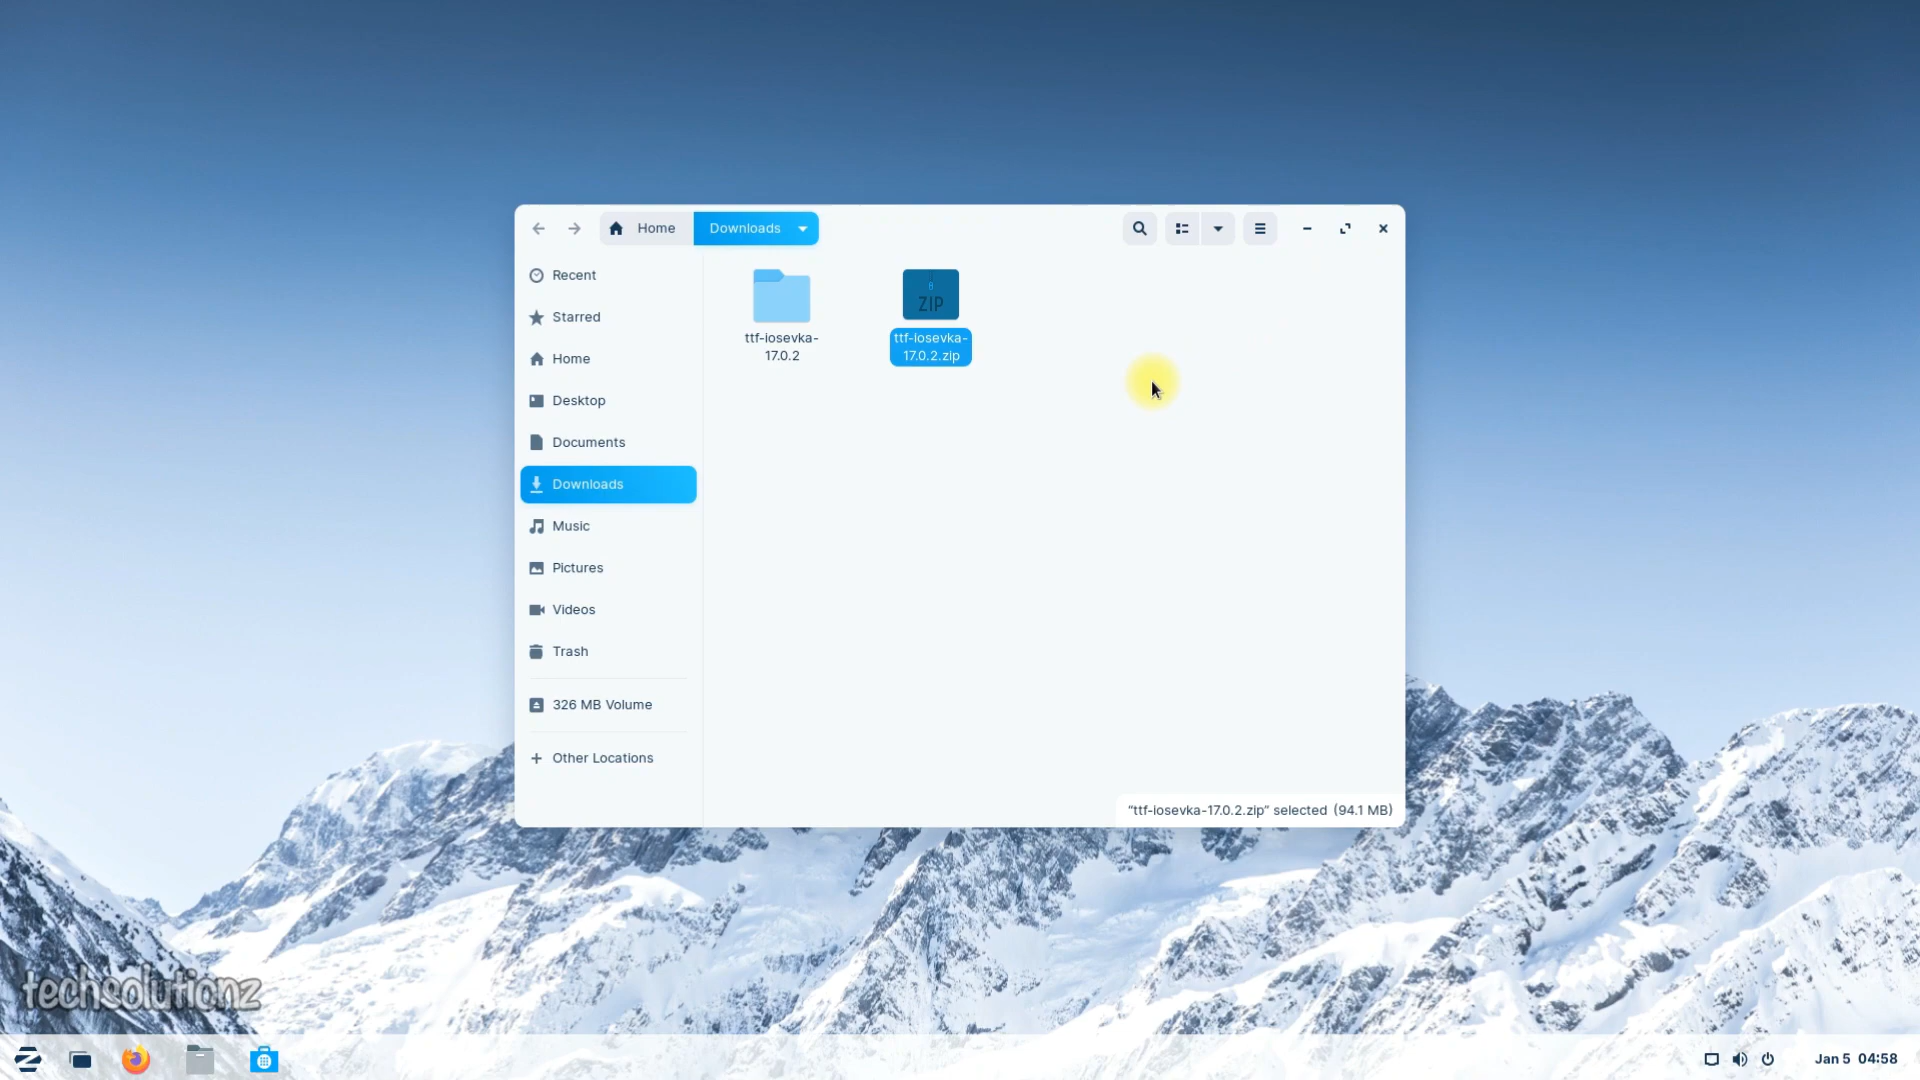 Home
Downloads
Recent
Starred
Home
Desktop
Documents
Downloads
Music
Pictures
Videos
Trash
326 MB Volume
Other Locations
ttf-iosevka-
17.0.2
ZIP
ttf-iosevka-
17.0.2.zip
“ttf-iosevka-17.0.2.zip” selected (94.1 MB)
techsolutionz
Jan 5 04:58